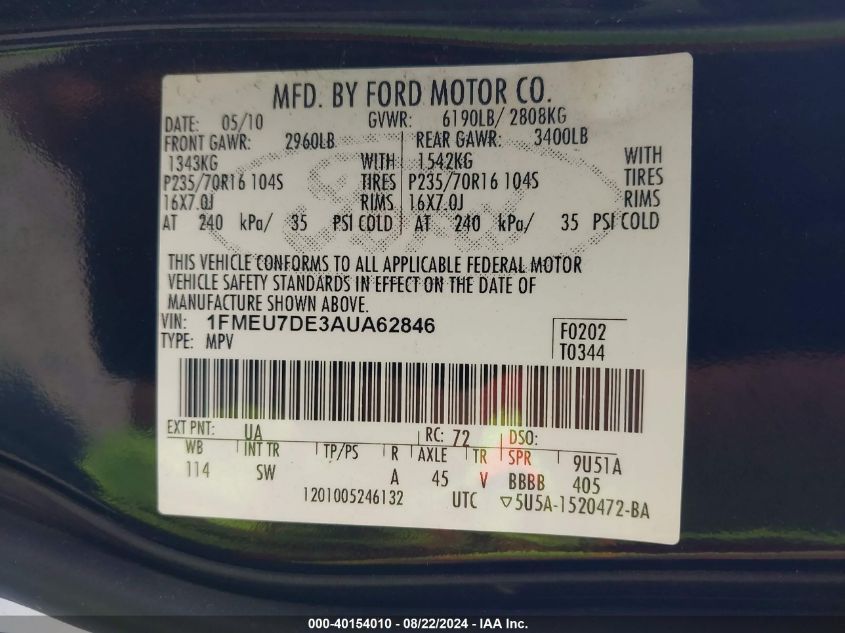 MFD. BY FORD MOTOR CO.
DATE: 05/10 GVWR: 6190LB/ 2808KG
FRONT GAWR: 2960LB REAR GAWR: 3400LB
1343KG WITH 1542KG WITH
P235/70R16 104S TIRES P235/70R16 104S TIRES
16X7.0J RIMS 16X7.0J RIMS
AT 240 kPa/ 35 PSI COLD AT 240 kPa/ 35 PSI COLD
THIS VEHICLE CONFORMS TO ALL APPLICABLE FEDERAL MOTOR
VEHICLE SAFETY STANDARDS IN EFFECT ON THE DATE OF
MANUFACTURE SHOWN ABOVE.
VIN: 1FMEU7DE3AUA62846 F0202
TYPE: MPV T0344
EXT PNT: UA RC: 72 DSO:
WB INT TR TP/PS R AXLE TR SPR 9U51A
114 SW A 45 V BBBB 405
1201005246132 UTC ▽5U5A-1520472-BA
000-40154010 - 08/22/2024 - IAA Inc.